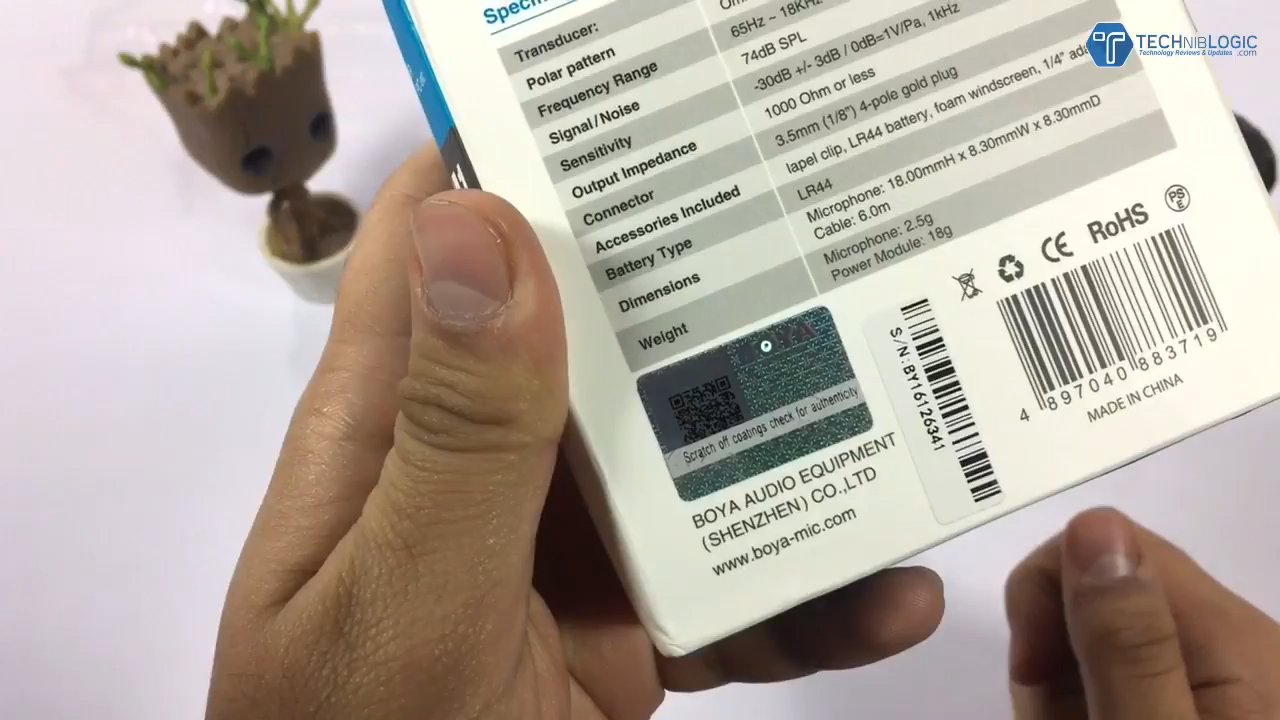 TECHNIBLOGIC
Technology Reviews & Updates .com
Transducer:
Polar pattern
Frequency Range 65Hz ~ 18KHz
Signal/Noise 74dB SPL
Sensitivity -30dB +/- 3dB / 0dB=1V/Pa, 1kHz
Output Impedance 1000 Ohm or less
Connector 3.5mm (1/8") 4-pole gold plug
Accessories Included lapel clip, LR44 battery, foam windscreen, 1/4"
Battery Type LR44
Dimensions Microphone: 18.00mmH x 8.30mmW x 8.30mmD
Cable: 6.0m
Weight Microphone: 2.5g
Power Module: 18g
CE RoHS PS E
BOYA
Scratch off coatings check for authenticity
S/N: BY16126341
4 897040 883719
MADE IN CHINA
BOYA AUDIO EQUIPMENT
(SHENZHEN) CO.,LTD
www.boya-mic.com